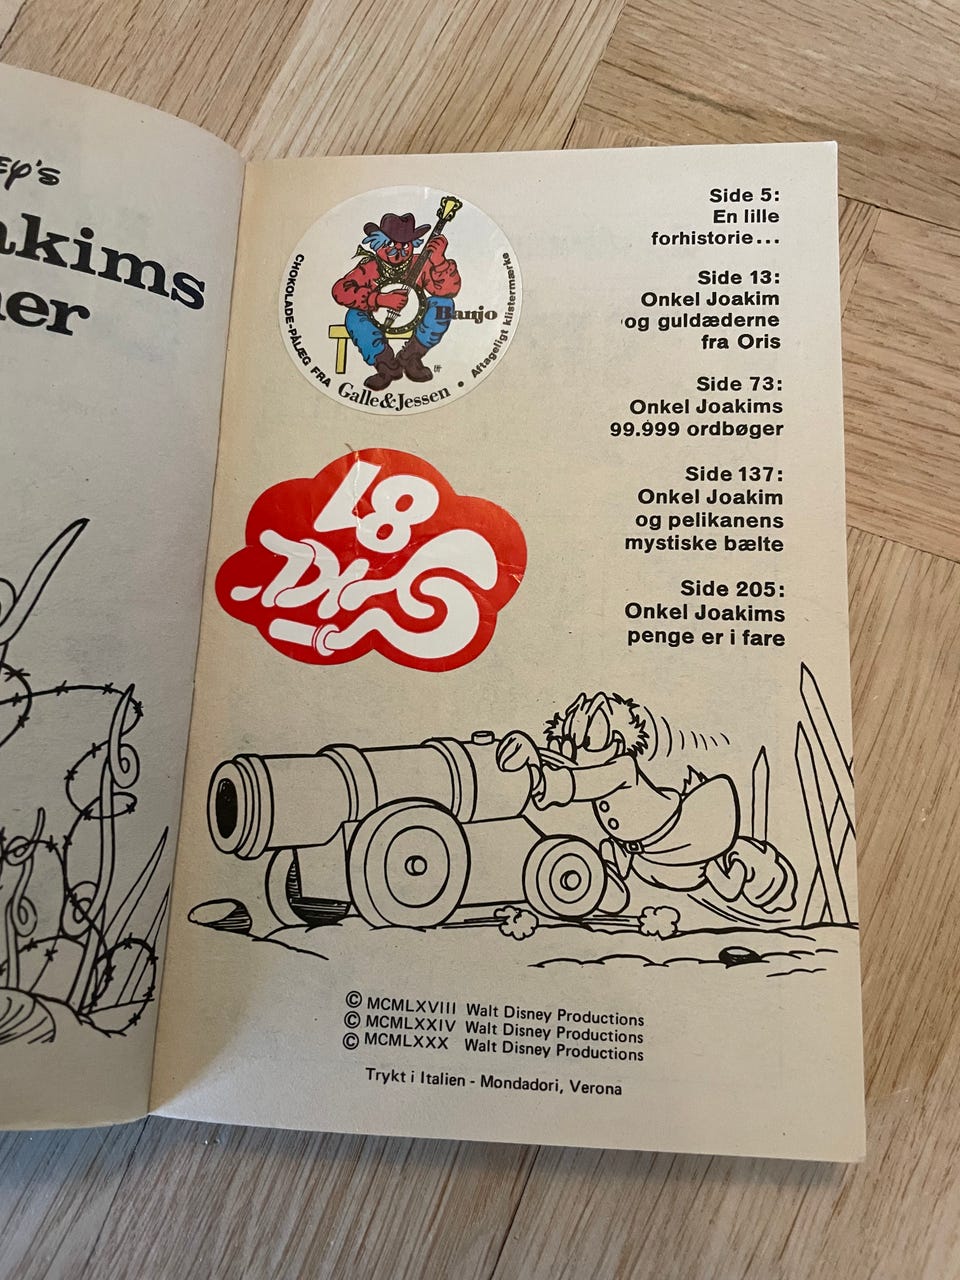 ey's
akims
er
CHOKOLADE-PÅLÆG FRA
Galle&Jessen
• Aftageligt klistermærke
Banjo
Side 5:
En lille
forhistorie...
Side 13:
Onkel Joakim
og guldæderne
fra Oris
Side 73:
Onkel Joakims
99.999 ordbøger
Side 137:
Onkel Joakim
og pelikanens
mystiske bælte
Side 205:
Onkel Joakims
penge er i fare
© MCMLXVIII Walt Disney Productions
© MCMLXXIV Walt Disney Productions
© MCMLXXX Walt Disney Productions
Trykt i Italien - Mondadori, Verona